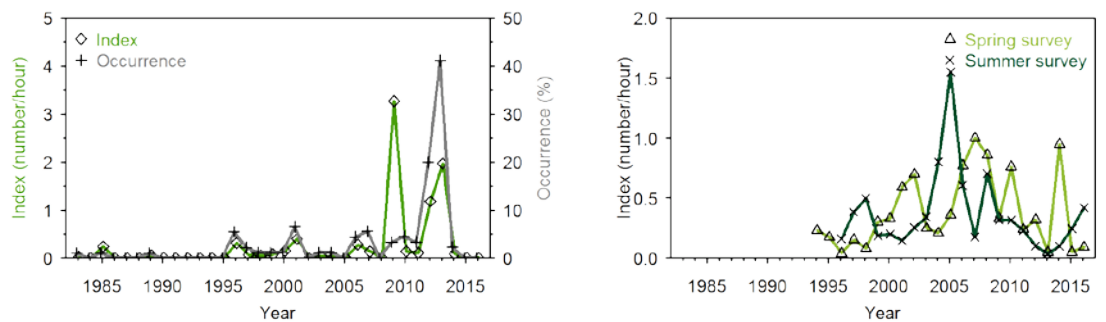 5
4
3
2
1
0
Index (number/hour)
50
40
30
20
10
0
Occurrence (%)
Index
Occurrence
1985 1990 1995 2000 2005 2010 2015
Year
2.0
1.5
1.0
0.5
0.0
Index (number/hour)
Spring survey
Summer survey
1985 1990 1995 2000 2005 2010 2015
Year